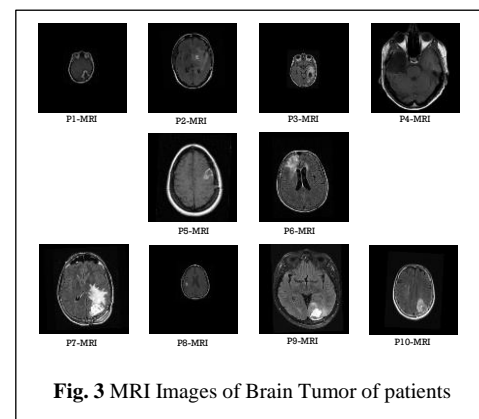 P1-MRI P2-MRI P3-MRI P4-MRI
P5-MRI P6-MRI
P7-MRI P8-MRI P9-MRI P10-MRI
Fig. 3 MRI Images of Brain Tumor of patients